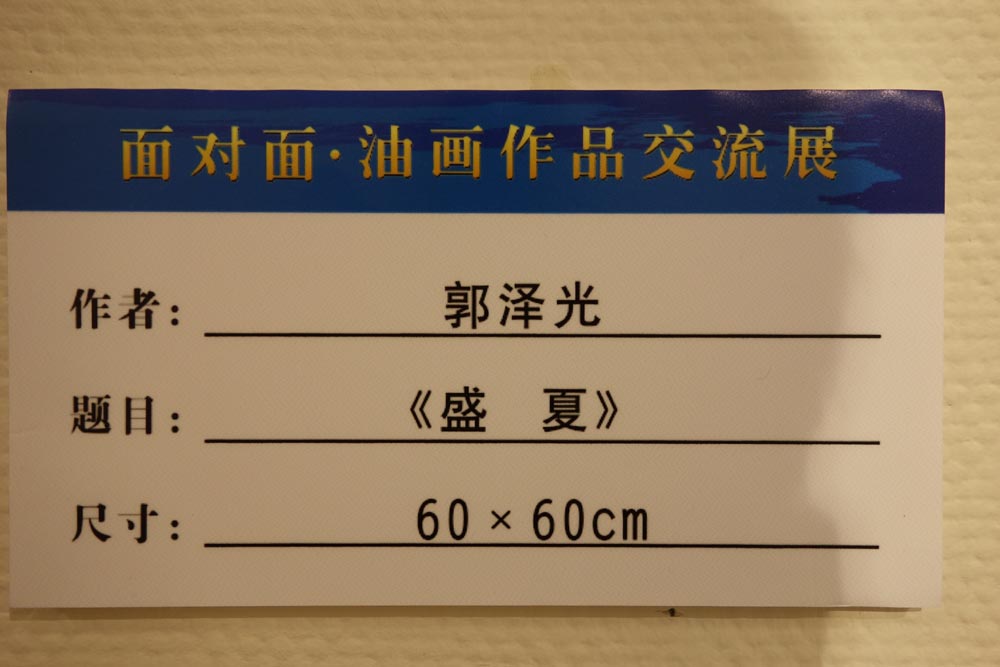 面对面·油画作品交流展
作者：郭泽光
题目：《盛　夏》
尺寸：60×60cm